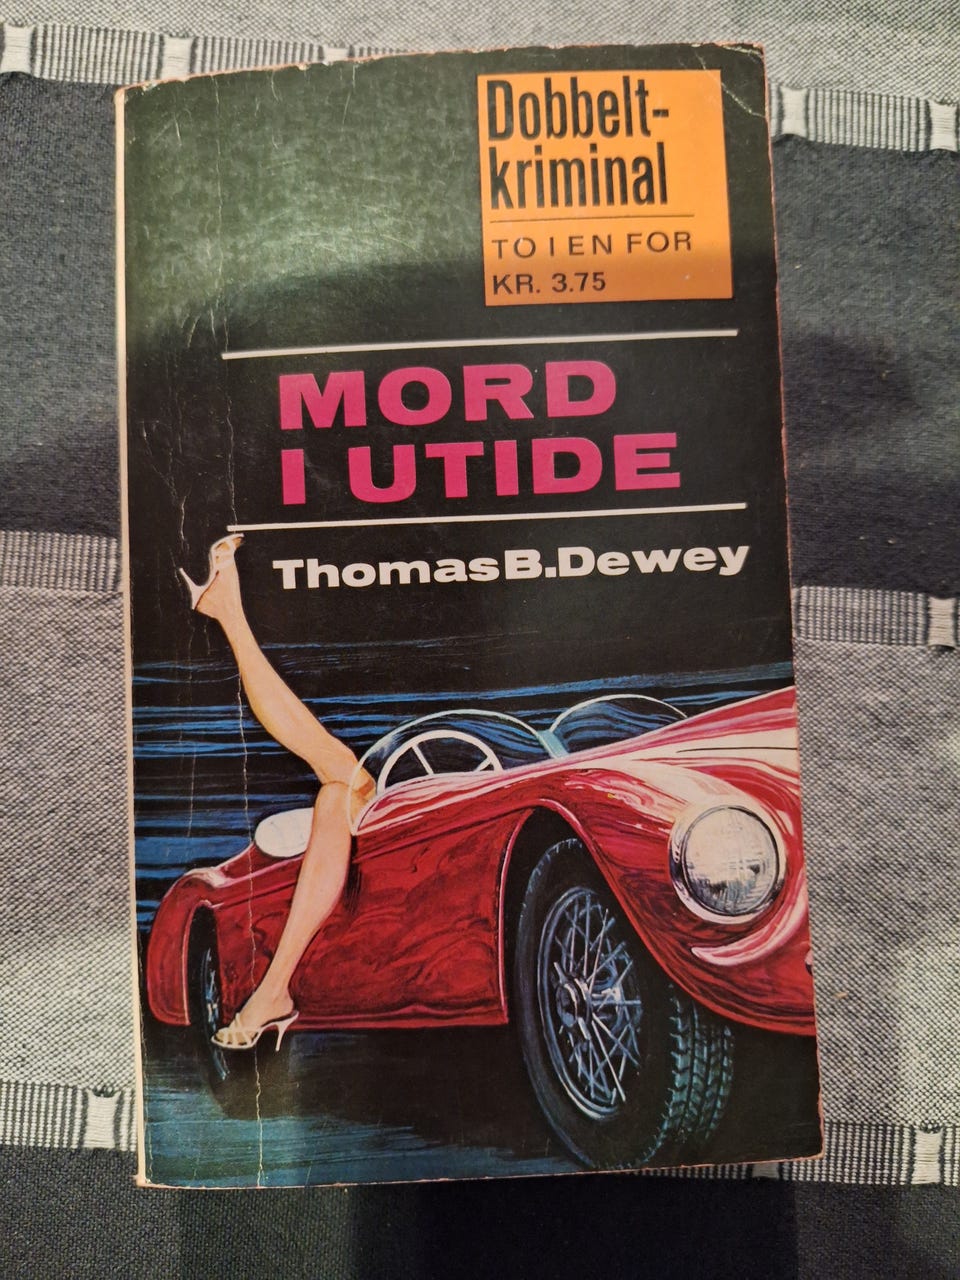 Dobbelt-
kriminal
TO I EN FOR
KR. 3.75
MORD
I UTIDE
Thomas B. Dewey